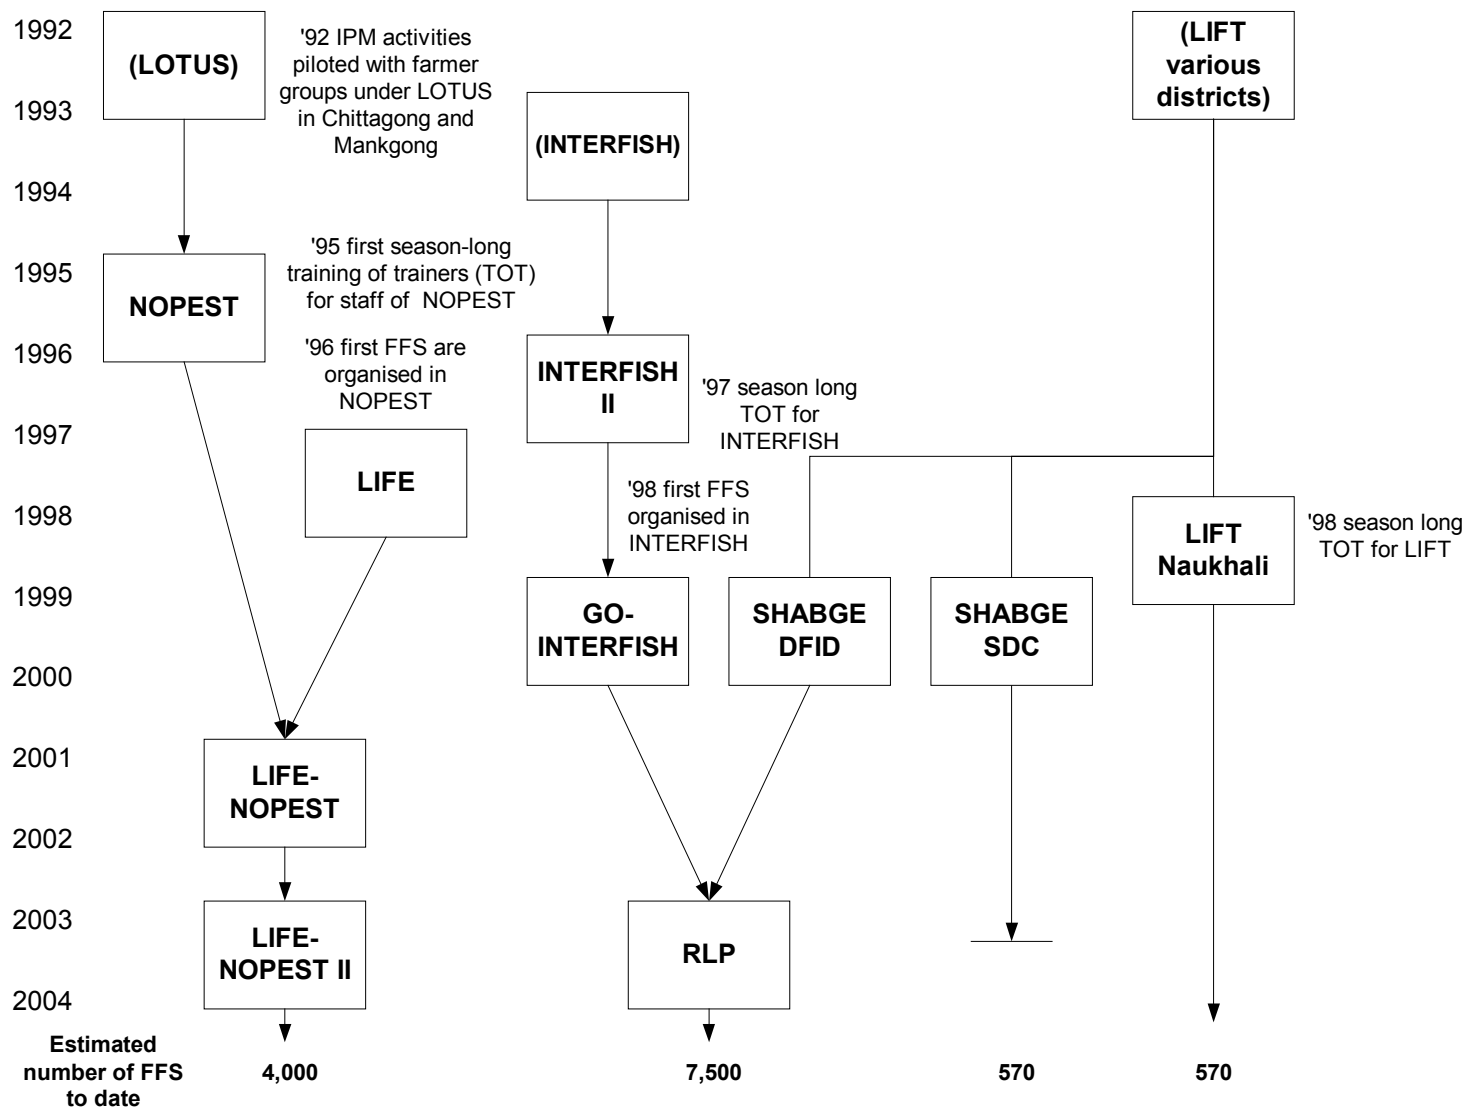 1992
(LOTUS)
'92 IPM activities
piloted with farmer
groups under LOTUS
in Chittagong and
Mankgong
(LIFT
various
districts)
1993
(INTERFISH)
1994
1995
NOPEST
'95 first season-long
training of trainers (TOT)
for staff of NOPEST
1996
'96 first FFS are
organised in
NOPEST
INTERFISH
II
'97 season long
TOT for
INTERFISH
1997
LIFE
'98 first FFS
organised in
INTERFISH
1998
LIFT
Naukhali
'98 season long
TOT for LIFT
1999
GO-
INTERFISH
SHABGE
DFID
SHABGE
SDC
2000
2001
LIFE-
NOPEST
2002
2003
LIFE-
NOPEST II
RLP
2004
Estimated
number of FFS
to date
4,000
7,500
570
570